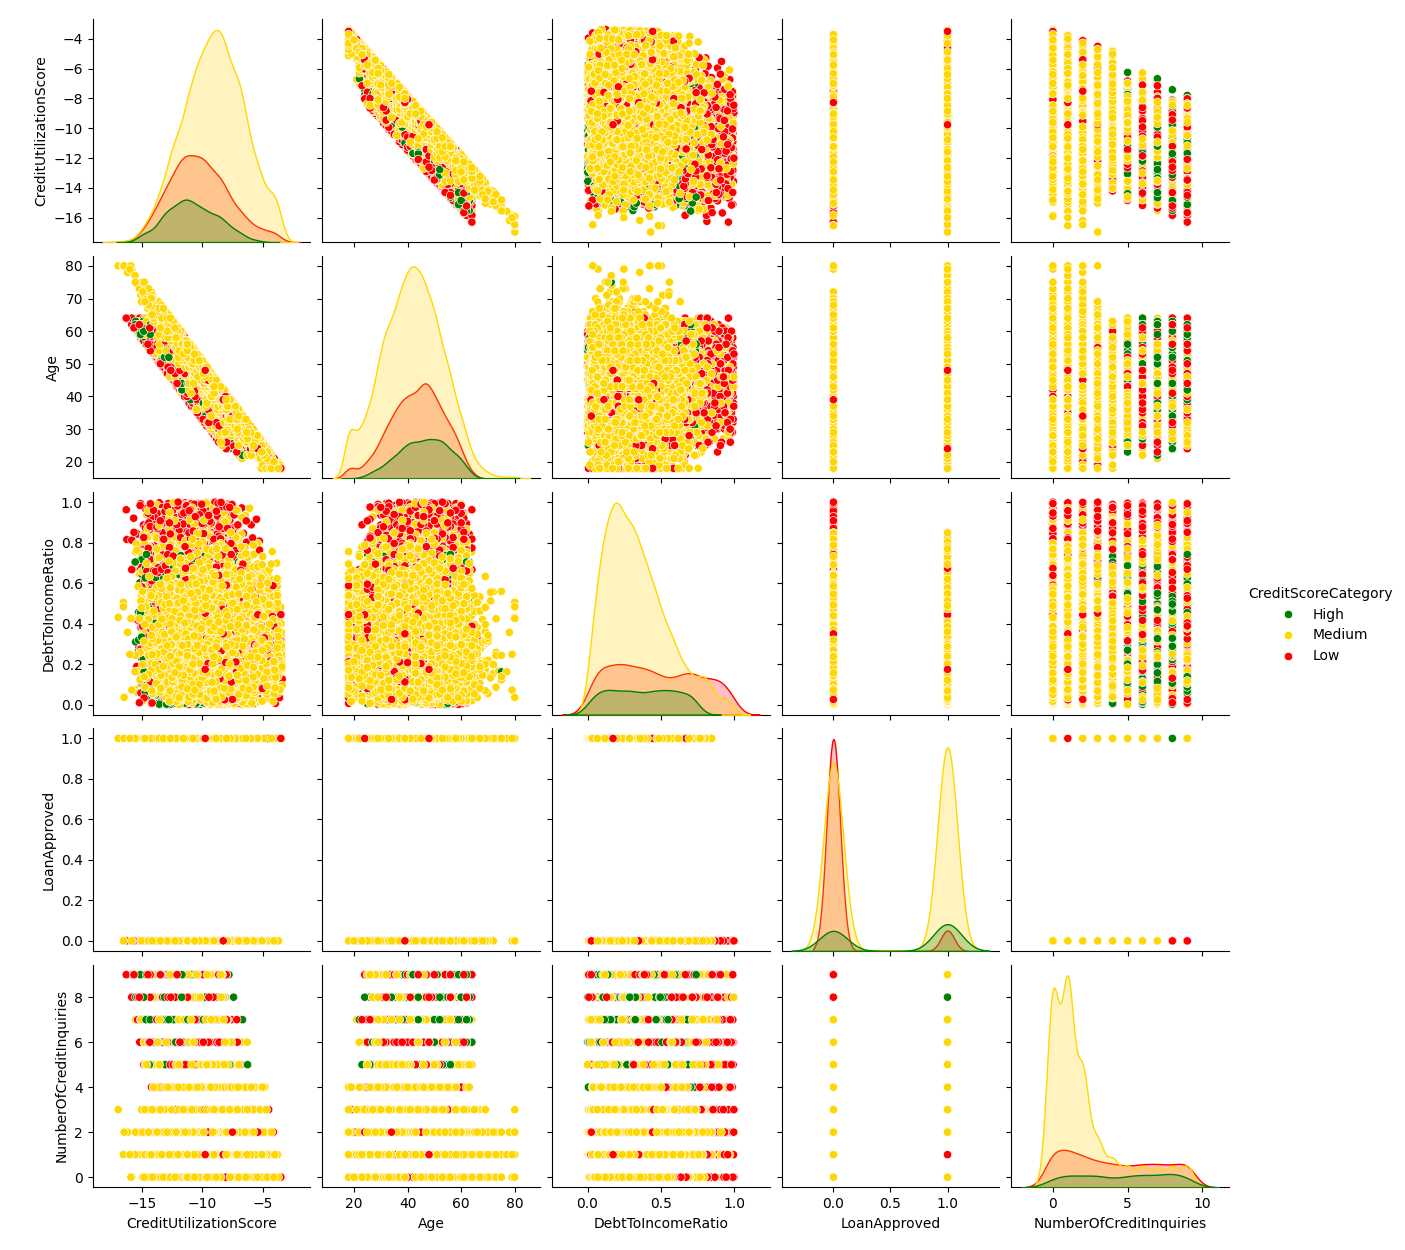 CreditUtilizationScore
−4
−6
−8
−10
−12
−14
−16
Age
80
70
60
50
40
30
20
DebtToIncomeRatio
1.0
0.8
0.6
0.4
0.2
0.0
CreditScoreCategory
High
Medium
Low
LoanApproved
1.0
0.8
0.6
0.4
0.2
0.0
NumberOfCreditInquiries
8
6
4
2
0
−15 −10 −5 20 40 60 80 0.0 0.5 1.0 0.0 0.5 1.0 0 5 10
CreditUtilizationScore Age DebtToIncomeRatio LoanApproved NumberOfCreditInquiries